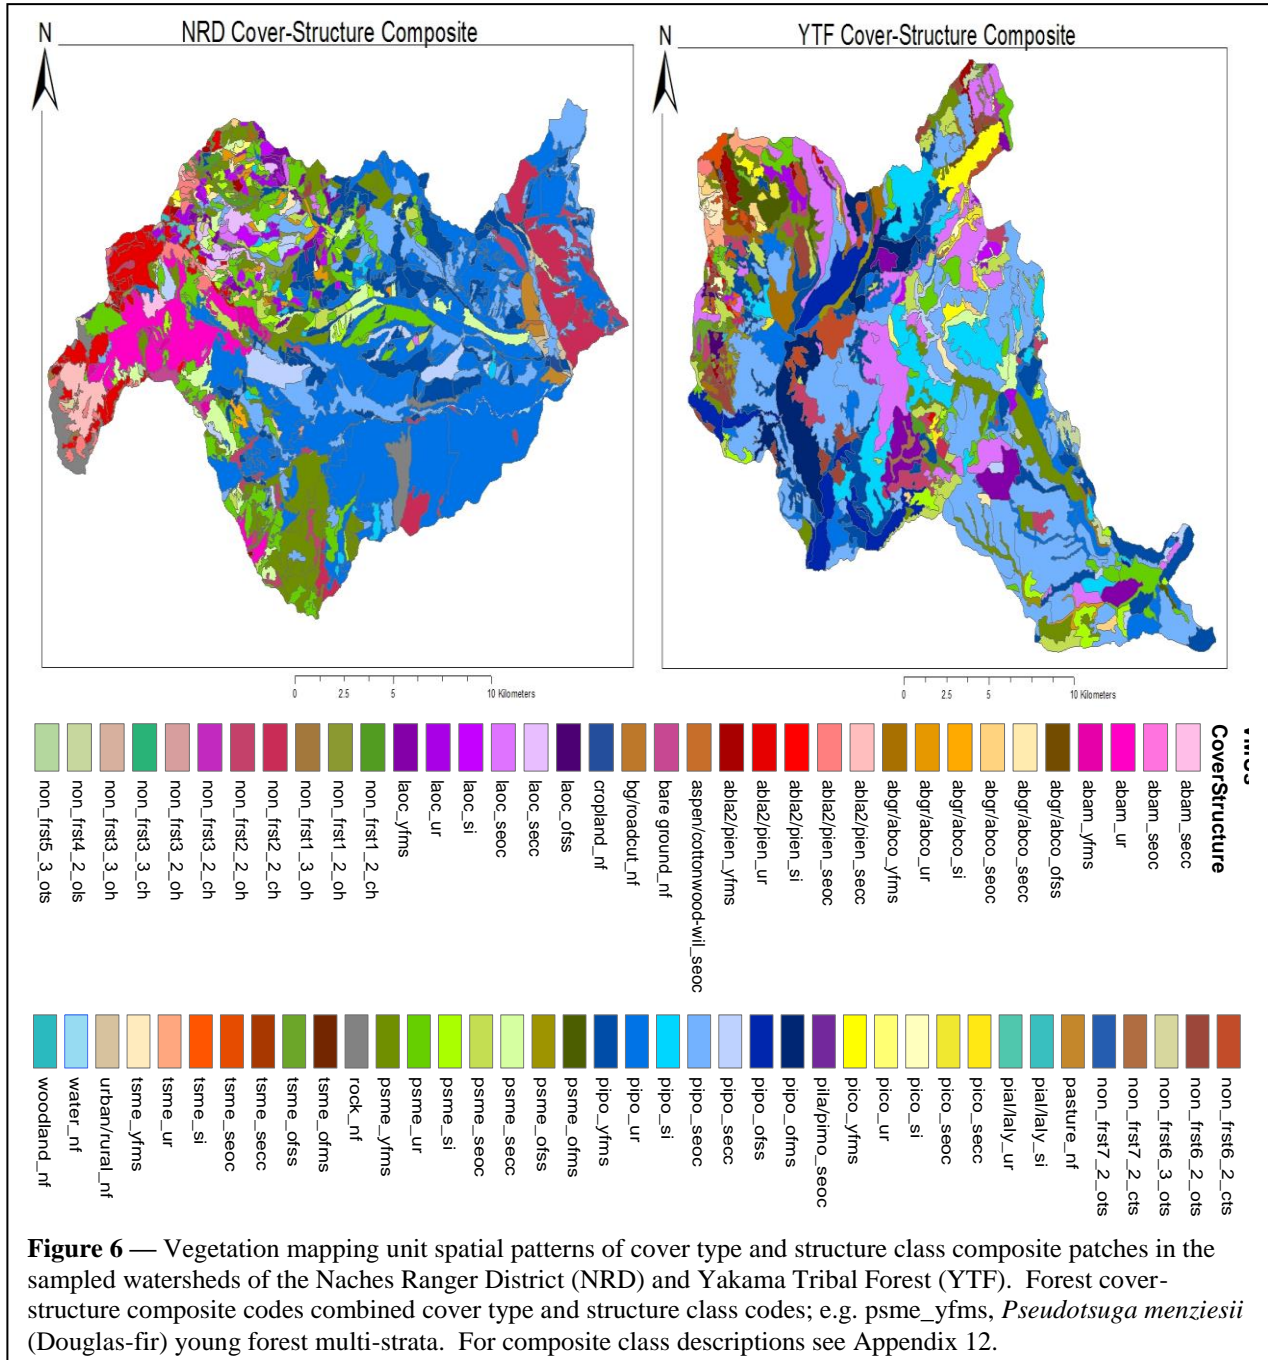 NRD Cover-Structure Composite
YTF Cover-Structure Composite
N
N
0 2.5 5 10 Kilometers
0 2.5 5 10 Kilometers
CoverStructure
non_frst5_3_ots
non_frst4_2_ols
non_frst3_3_oh
non_frst3_3_ch
non_frst3_2_oh
non_frst3_2_ch
non_frst2_2_oh
non_frst2_2_ch
non_frst1_3_oh
non_frst1_2_oh
non_frst1_2_ch
laoc_yfms
laoc_ur
laoc_si
laoc_seoc
laoc_secc
laoc_ofss
cropland_nf
bg/roadcut_nf
bare ground_nf
aspen/cottonwood-wil_seoc
abla2/pien_yfms
abla2/pien_ur
abla2/pien_si
abla2/pien_seoc
abla2/pien_secc
abgr/abco_yfms
abgr/abco_ur
abgr/abco_si
abgr/abco_seoc
abgr/abco_secc
abgr/abco_ofss
abam_yfms
abam_ur
abam_seoc
abam_secc
woodland_nf
water_nf
urban/rural_nf
tsme_yfms
tsme_ur
tsme_si
tsme_seoc
tsme_secc
tsme_ofss
tsme_ofms
rock_nf
psme_yfms
psme_ur
psme_si
psme_seoc
psme_secc
psme_ofss
psme_ofms
pipo_yfms
pipo_ur
pipo_si
pipo_seoc
pipo_secc
pipo_ofss
pipo_ofms
pila/pimo_seoc
pico_yfms
pico_ur
pico_si
pico_seoc
pico_secc
pial/laly_ur
pial/laly_si
pasture_nf
non_frst7_2_ots
non_frst7_2_cts
non_frst6_3_ots
non_frst6_2_ots
non_frst6_2_cts
Figure 6 — Vegetation mapping unit spatial patterns of cover type and structure class composite patches in the
sampled watersheds of the Naches Ranger District (NRD) and Yakama Tribal Forest (YTF). Forest cover-
structure composite codes combined cover type and structure class codes; e.g. psme_yfms, Pseudotsuga menziesii
(Douglas-fir) young forest multi-strata. For composite class descriptions see Appendix 12.